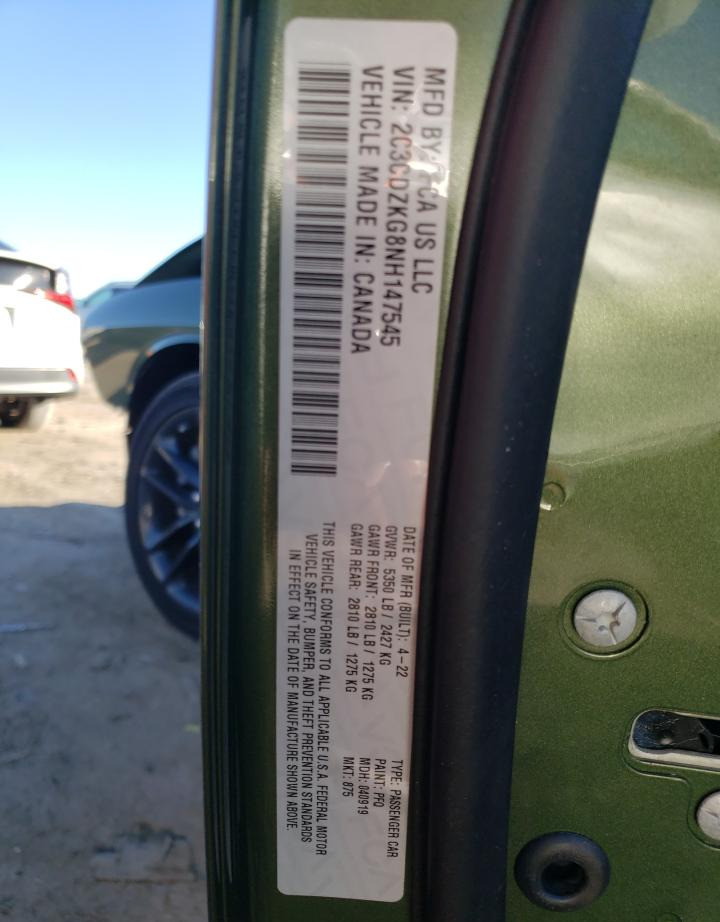 MFD BY: FCA US LLC
VIN: 2C3CDZKG8NH147545
VEHICLE MADE IN: CANADA
DATE OF MFR (BUILT): 4-22
GVWR: 5350 LB / 2427 KG
GAWR FRONT: 2810 LB / 1275 KG
GAWR REAR: 2810 LB / 1275 KG
TYPE: PASSENGER CAR
PAINT: PFQ
MDH: 040919
MKT: 875
THIS VEHICLE CONFORMS TO ALL APPLICABLE U.S.A. FEDERAL MOTOR
VEHICLE SAFETY, BUMPER, AND THEFT PREVENTION STANDARDS
IN EFFECT ON THE DATE OF MANUFACTURE SHOWN ABOVE.